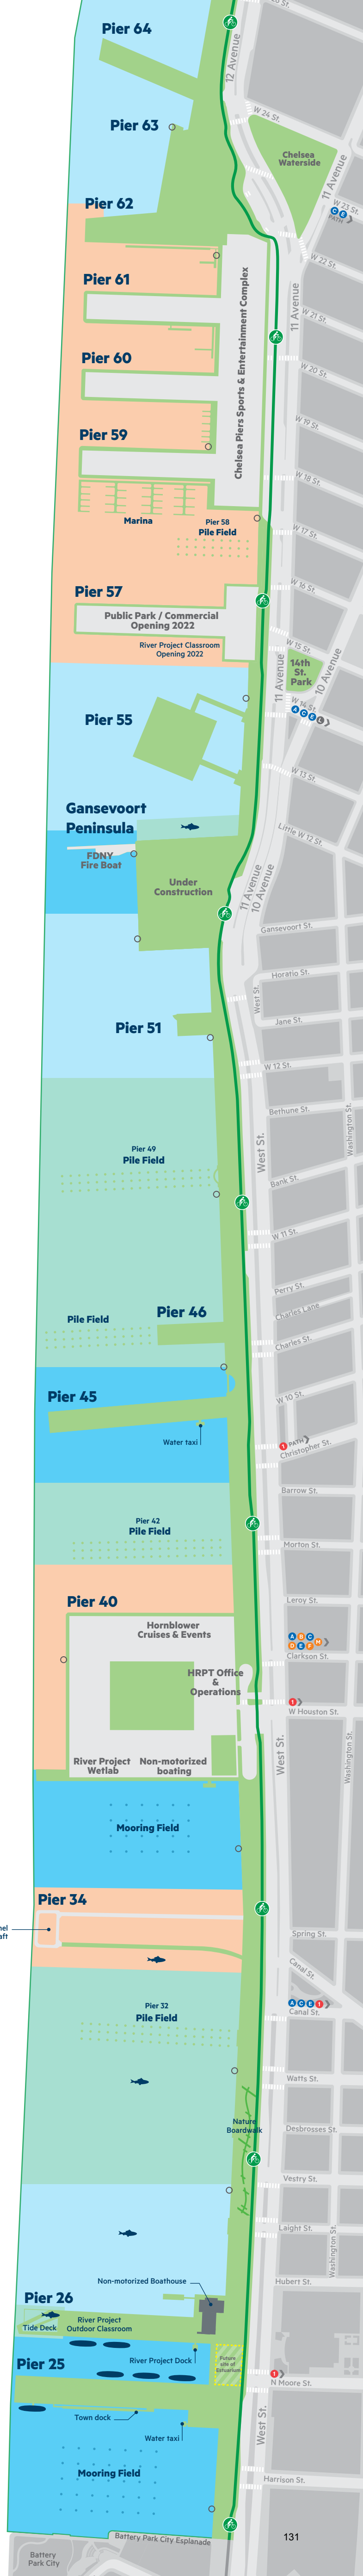 Pier 64
12 Avenue
Pier 63
W 24 St.
Chelsea
Waterside
11 Avenue
W 23 St.
C E
PATH
Pier 62
W 22 St.
Pier 61
11 Avenue
W 21 St.
Chelsea Piers Sports & Entertainment Complex
Pier 60
W 20 St.
W 19 St.
Pier 59
W 18 St.
Marina
Pier 58
Pile Field
W 17 St.
W 16 St.
Pier 57
Public Park / Commercial
Opening 2022
River Project Classroom
Opening 2022
W 15 St.
14th
St.
Park
11 Avenue
10 Avenue
W 14 St.
A C E L
Pier 55
W 13 St.
Gansevoort
Peninsula
Little W 12 St.
FDNY
Fire Boat
Under
Construction
11 Avenue
10 Avenue
Gansevoort St.
Horatio St.
West St.
Pier 51
Jane St.
W 12 St.
Bethune St.
Washington St.
West St.
Pier 49
Pile Field
Bank St.
W 11 St.
Perry St.
Charles Lane
Pier 46
Pile Field
Charles St.
Pier 45
W 10 St.
Water taxi
1 PATH
Christopher St.
Barrow St.
Pier 42
Pile Field
Morton St.
Pier 40
Leroy St.
Hornblower
Cruises & Events
A B C
D E F M
Clarkson St.
HRPT Office
&
Operations
1
W Houston St.
West St.
Washington St.
River Project
Wetlab
Non-motorized
boating
Mooring Field
Pier 34
nel
aft
Spring St.
Canal St.
Pier 32
Pile Field
A C E 1
Canal St.
Watts St.
Nature
Boardwalk
Desbrosses St.
Vestry St.
Laight St.
Washington St.
Non-motorized Boathouse
Hubert St.
Pier 26
River Project
Outdoor Classroom
Tide Deck
River Project Dock
Future
site of
Estuarium
Pier 25
1
N Moore St.
Town dock
Water taxi
West St.
Mooring Field
Harrison St.
131
Battery Park City Esplanade
Battery
Park City